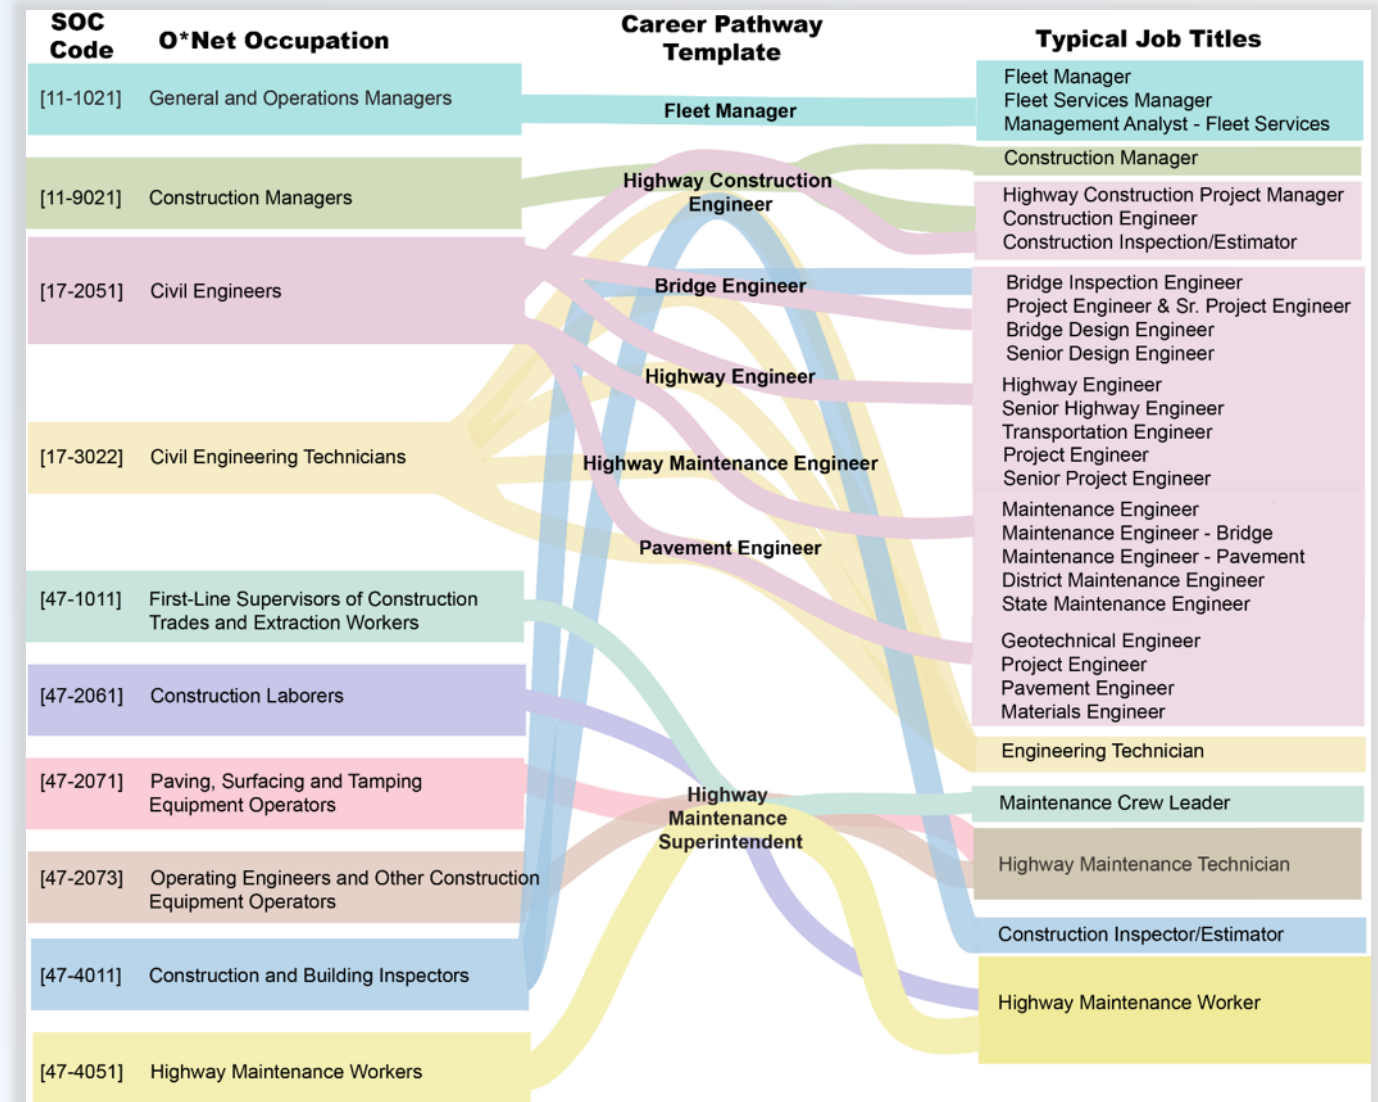 SOC
Code
O*Net Occupation
Career Pathway
Template
Typical Job Titles
[11-1021] General and Operations Managers
[11-9021] Construction Managers
[17-2051] Civil Engineers
[17-3022] Civil Engineering Technicians
[47-1011] First-Line Supervisors of Construction
Trades and Extraction Workers
[47-2061] Construction Laborers
[47-2071] Paving, Surfacing and Tamping
Equipment Operators
[47-2073] Operating Engineers and Other Construction
Equipment Operators
[47-4011] Construction and Building Inspectors
[47-4051] Highway Maintenance Workers
Fleet Manager
Highway Construction
Engineer
Bridge Engineer
Highway Engineer
Highway Maintenance Engineer
Pavement Engineer
Highway
Maintenance
Superintendent
Fleet Manager
Fleet Services Manager
Management Analyst - Fleet Services
Construction Manager
Highway Construction Project Manager
Construction Engineer
Construction Inspection/Estimator
Bridge Inspection Engineer
Project Engineer & Sr. Project Engineer
Bridge Design Engineer
Senior Design Engineer
Highway Engineer
Senior Highway Engineer
Transportation Engineer
Project Engineer
Senior Project Engineer
Maintenance Engineer
Maintenance Engineer - Bridge
Maintenance Engineer - Pavement
District Maintenance Engineer
State Maintenance Engineer
Geotechnical Engineer
Project Engineer
Pavement Engineer
Materials Engineer
Engineering Technician
Maintenance Crew Leader
Highway Maintenance Technician
Construction Inspector/Estimator
Highway Maintenance Worker